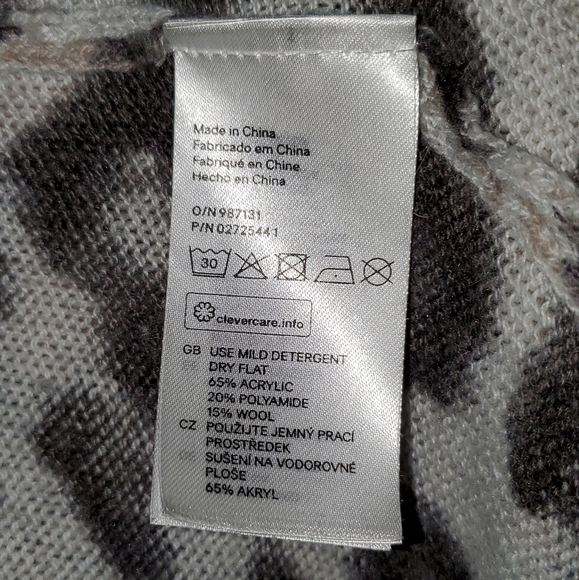 Made in China
Fabricado em China
Fabriqué en Chine
Hecho en China
O/N 987131
P/N 02725441
30
clevercare.info
GB USE MILD DETERGENT
DRY FLAT
65% ACRYLIC
20% POLYAMIDE
15% WOOL
CZ POUŽIJTE JEMNÝ PRACÍ
PROSTŘEDEK
SUŠENÍ NA VODOROVNÉ
PLOŠE
65% AKRYL